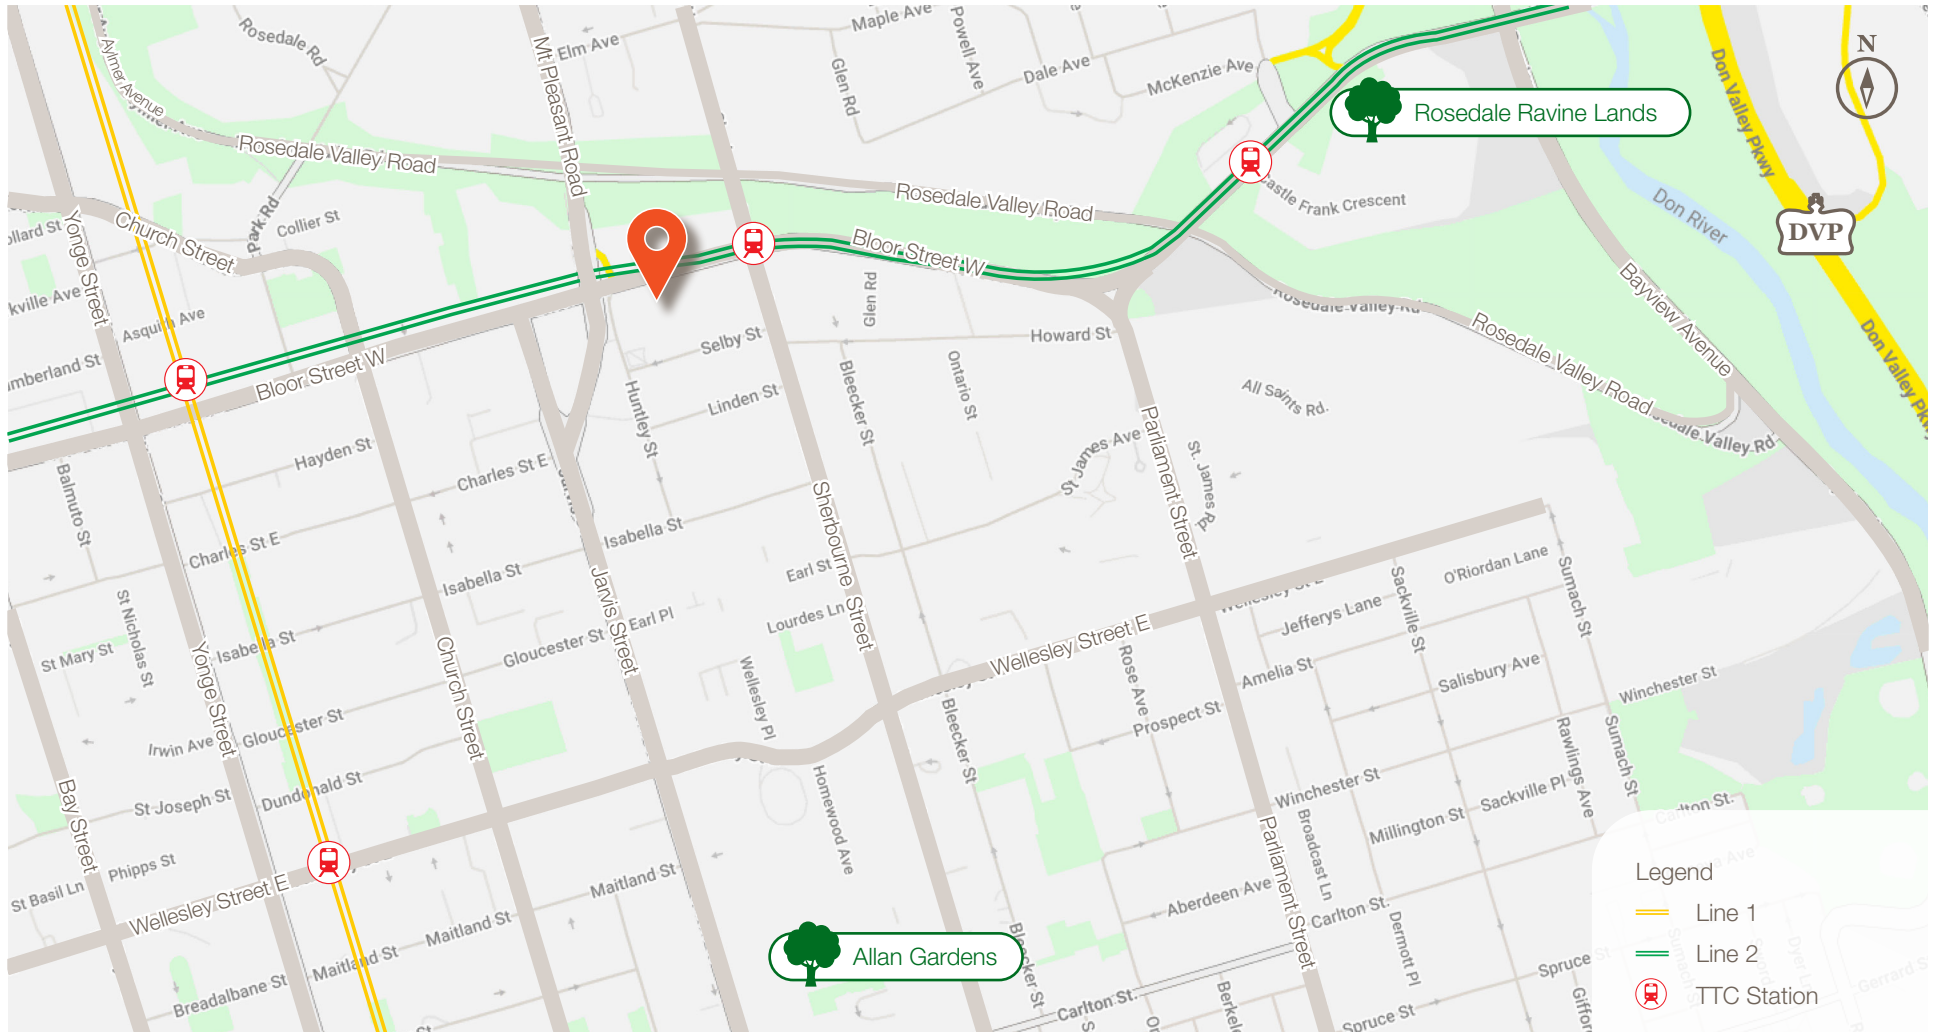 Maple Ave
Rosedale Rd
Elm Ave
Powell Ave
N
Aylmer Avenue
Mt Pleasant Road
Glen Rd
Dale Ave
McKenzie Ave
Don Valley Pkwy
Rosedale Ravine Lands
Rosedale Valley Road
Rosedale Valley Road
Castle Frank Crescent
Don River
DVP
Park Rd
Collier St
Church Street
Yonge Street
Bloor Street W
Bayview Avenue
Asquith Ave
Glen Rd
Howard St
Selby St
Rosedale Valley Rd
Rosedale Valley Road
Don Valley Pkwy
Bloor Street W
Huntley St
Linden St
Bleecker St
Ontario St
All Saints Rd.
Parliament Street
St James Ave
St. James Rd
Hayden St
Charles St E
Balmuto St
Sherbourne Street
Isabella St
Charles St E
Isabella St
Earl St
Jarvis Street
Lourdes Ln
Earl Pl
Gloucester St
St Nicholas St
Isabella St
St Mary St
Yonge Street
Church Street
Wellesley Pl
Wellesley Street E
Wellesley St E
Sackville St
O'Riordan Lane
Sumach St
Jefferys Lane
Amelia St
Rose Ave
Salisbury Ave
Winchester St
Prospect St
Irwin Ave
Gloucester St
Bleecker St
Rawlings Ave
Sumach St
Bay Street
St Joseph St
Dundonald St
Homewood Ave
Winchester St
Broadcast Ln
Sackville Pl
Millington St
Carlton St.
Parliament Street
Phipps St
St Basil Ln
Wellesley Street E
Maitland St
Maitland St
Maitland St
Breadalbane St
Allan Gardens
Bleecker St
Aberdeen Ave
Carlton St.
Dermott Pl
Carlton St.
Spruce St
Spruce St
Gerrard S
Legend
Line 1
Line 2
TTC Station